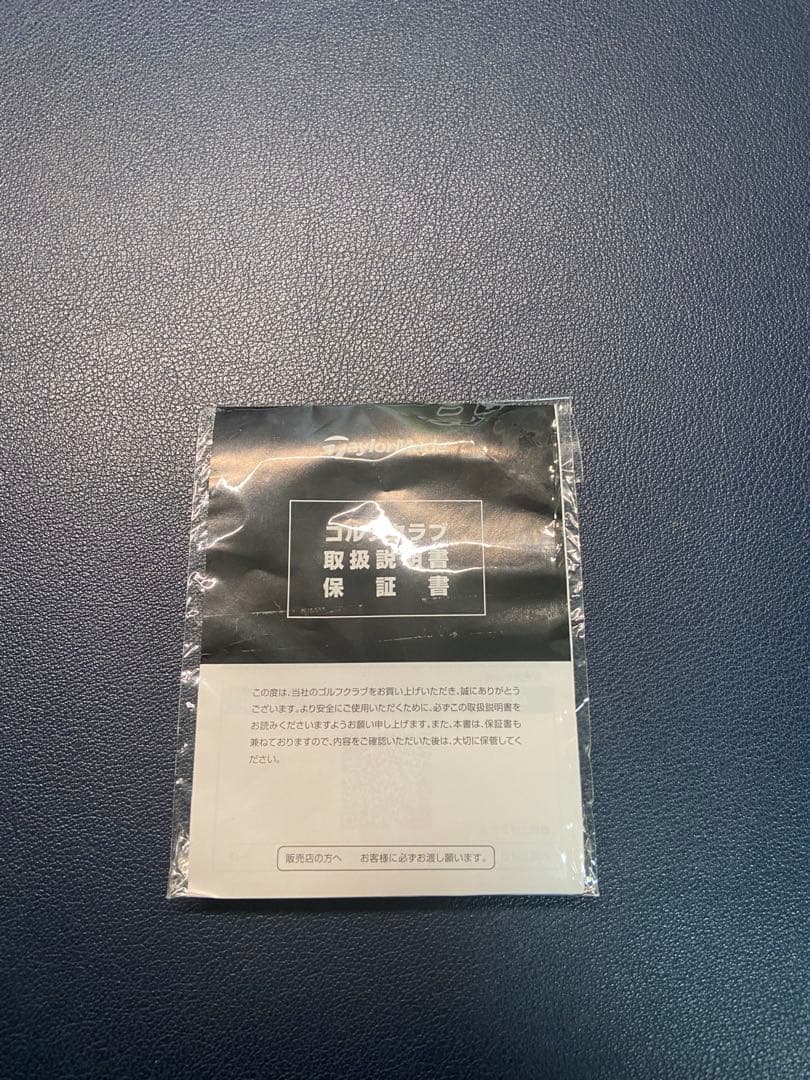 TaylorMade
ゴルフクラブ
取扱説明書
保証書
この度は、当社のゴルフクラブをお買い上げいただき、誠にありがとう
ございます。より安全にご使用いただくために、必ずこの取扱説明書を
お読みくださいますようお願い申し上げます。また、本書は、保証書も
兼ねておりますので、内容をご確認いただいた後は、大切に保管してく
ださい。
販売店の方へ お客様に必ずお渡し願います。